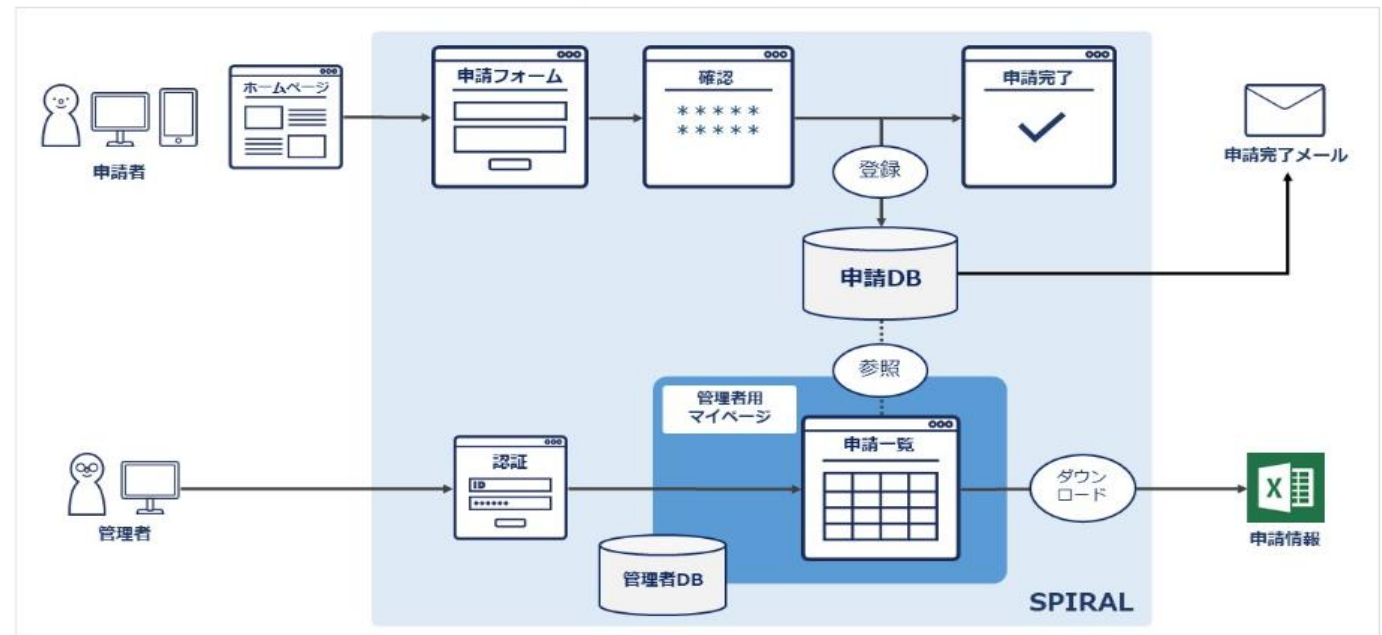 ホームページ
申請者
申請フォーム
確認
*****
*****
申請完了
申請完了メール
登録
申請DB
参照
管理者用
マイページ
申請一覧
認証
ID
••••••
管理者
管理者DB
ダウン
ロード
X
申請情報
SPIRAL